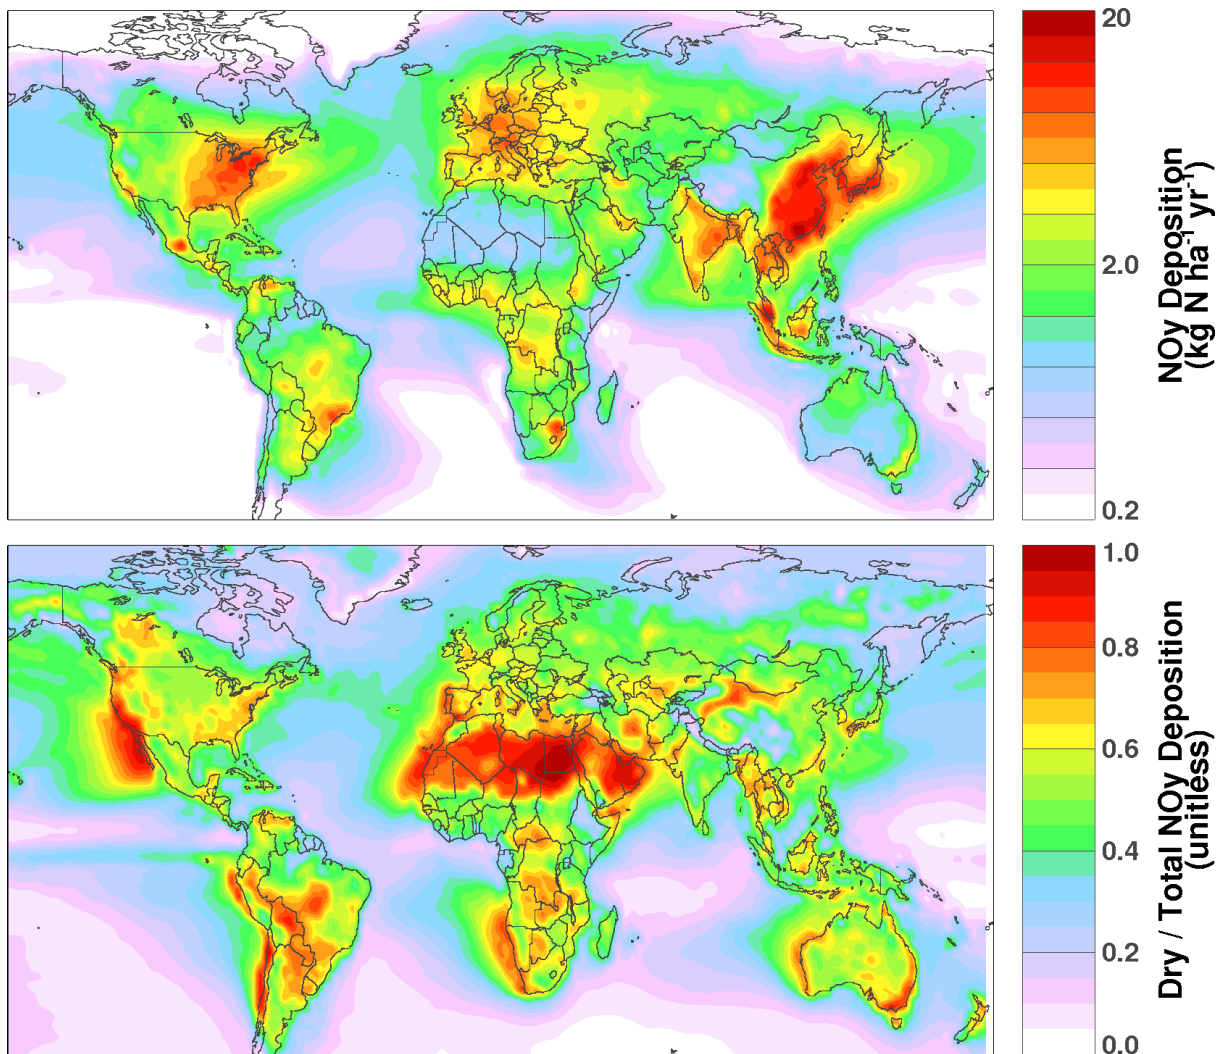 20
2.0
0.2
NOy Deposition
(kg N ha⁻¹ yr⁻¹)
1.0
0.8
0.6
0.4
0.2
0.0
Dry / Total NOy Deposition
(unitless)